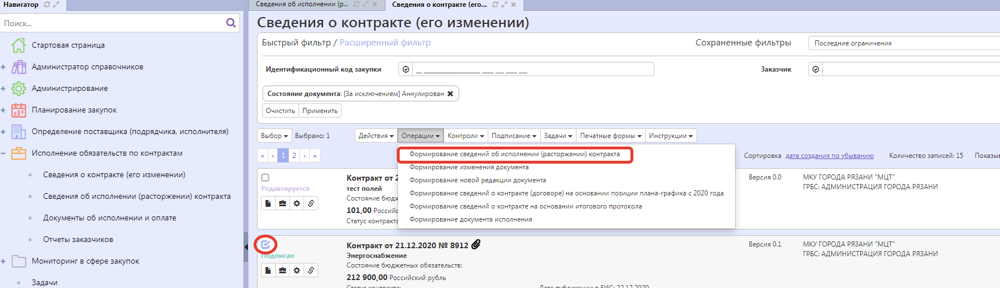 Навигатор
Поиск...
Стартовая страница
Администратор справочников
Администрирование
Планирование закупок
Определение поставщика (подрядчика, исполнителя)
Исполнение обязательств по контрактам
Сведения о контракте (его изменении)
Сведения об исполнении (расторжении) контракта
Документы об исполнении и оплате
Отчеты заказчиков
Мониторинг в сфере закупок
Задачи
Сведения об исполнении (р...
Сведения о контракте (его...
Сведения о контракте (его изменении)
Быстрый фильтр / Расширенный фильтр
Сохраненные фильтры
Последние ограничения
Идентификационный код закупки
Заказчик
Состояние документа: [За исключением] Аннулирован
Очистить
Применить
Выбор
Выбрано: 1
Действия
Операции
Контроли
Подписание
Задачи
Печатные формы
Инструкции
« ‹ 1 2 › »
Формирование сведений об исполнении (расторжении) контракта
Формирование изменения документа
Формирование новой редакции документа
Формирование сведений о контракте (договоре) на основании позиции плана-графика с 2020 года
Формирование сведений о контракте на основании итогового протокола
Формирование документа исполнения
Сортировка дата создания по убыванию
Количество записей: 15
Показыв
Редактируется
Контракт от 2
тест полей
Состояние бюдж
101,00 Российс
Статус контракта
Версия 0.0
МКУ ГОРОДА РЯЗАНИ "МЦТ"
ГРБС: АДМИНИСТРАЦИЯ ГОРОДА РЯЗАНИ
Подписан
Контракт от 21.12.2020 № 8912
Энергоснабжение
Состояние бюджетных обязательств:
212 900,00 Российский рубль
Статус контракта:
Дата публикации в ЕИС: 22.12.2020
Версия 0.1
МКУ ГОРОДА РЯЗАНИ "МЦТ"
ГРБС: АДМИНИСТРАЦИЯ ГОРОДА РЯЗАНИ